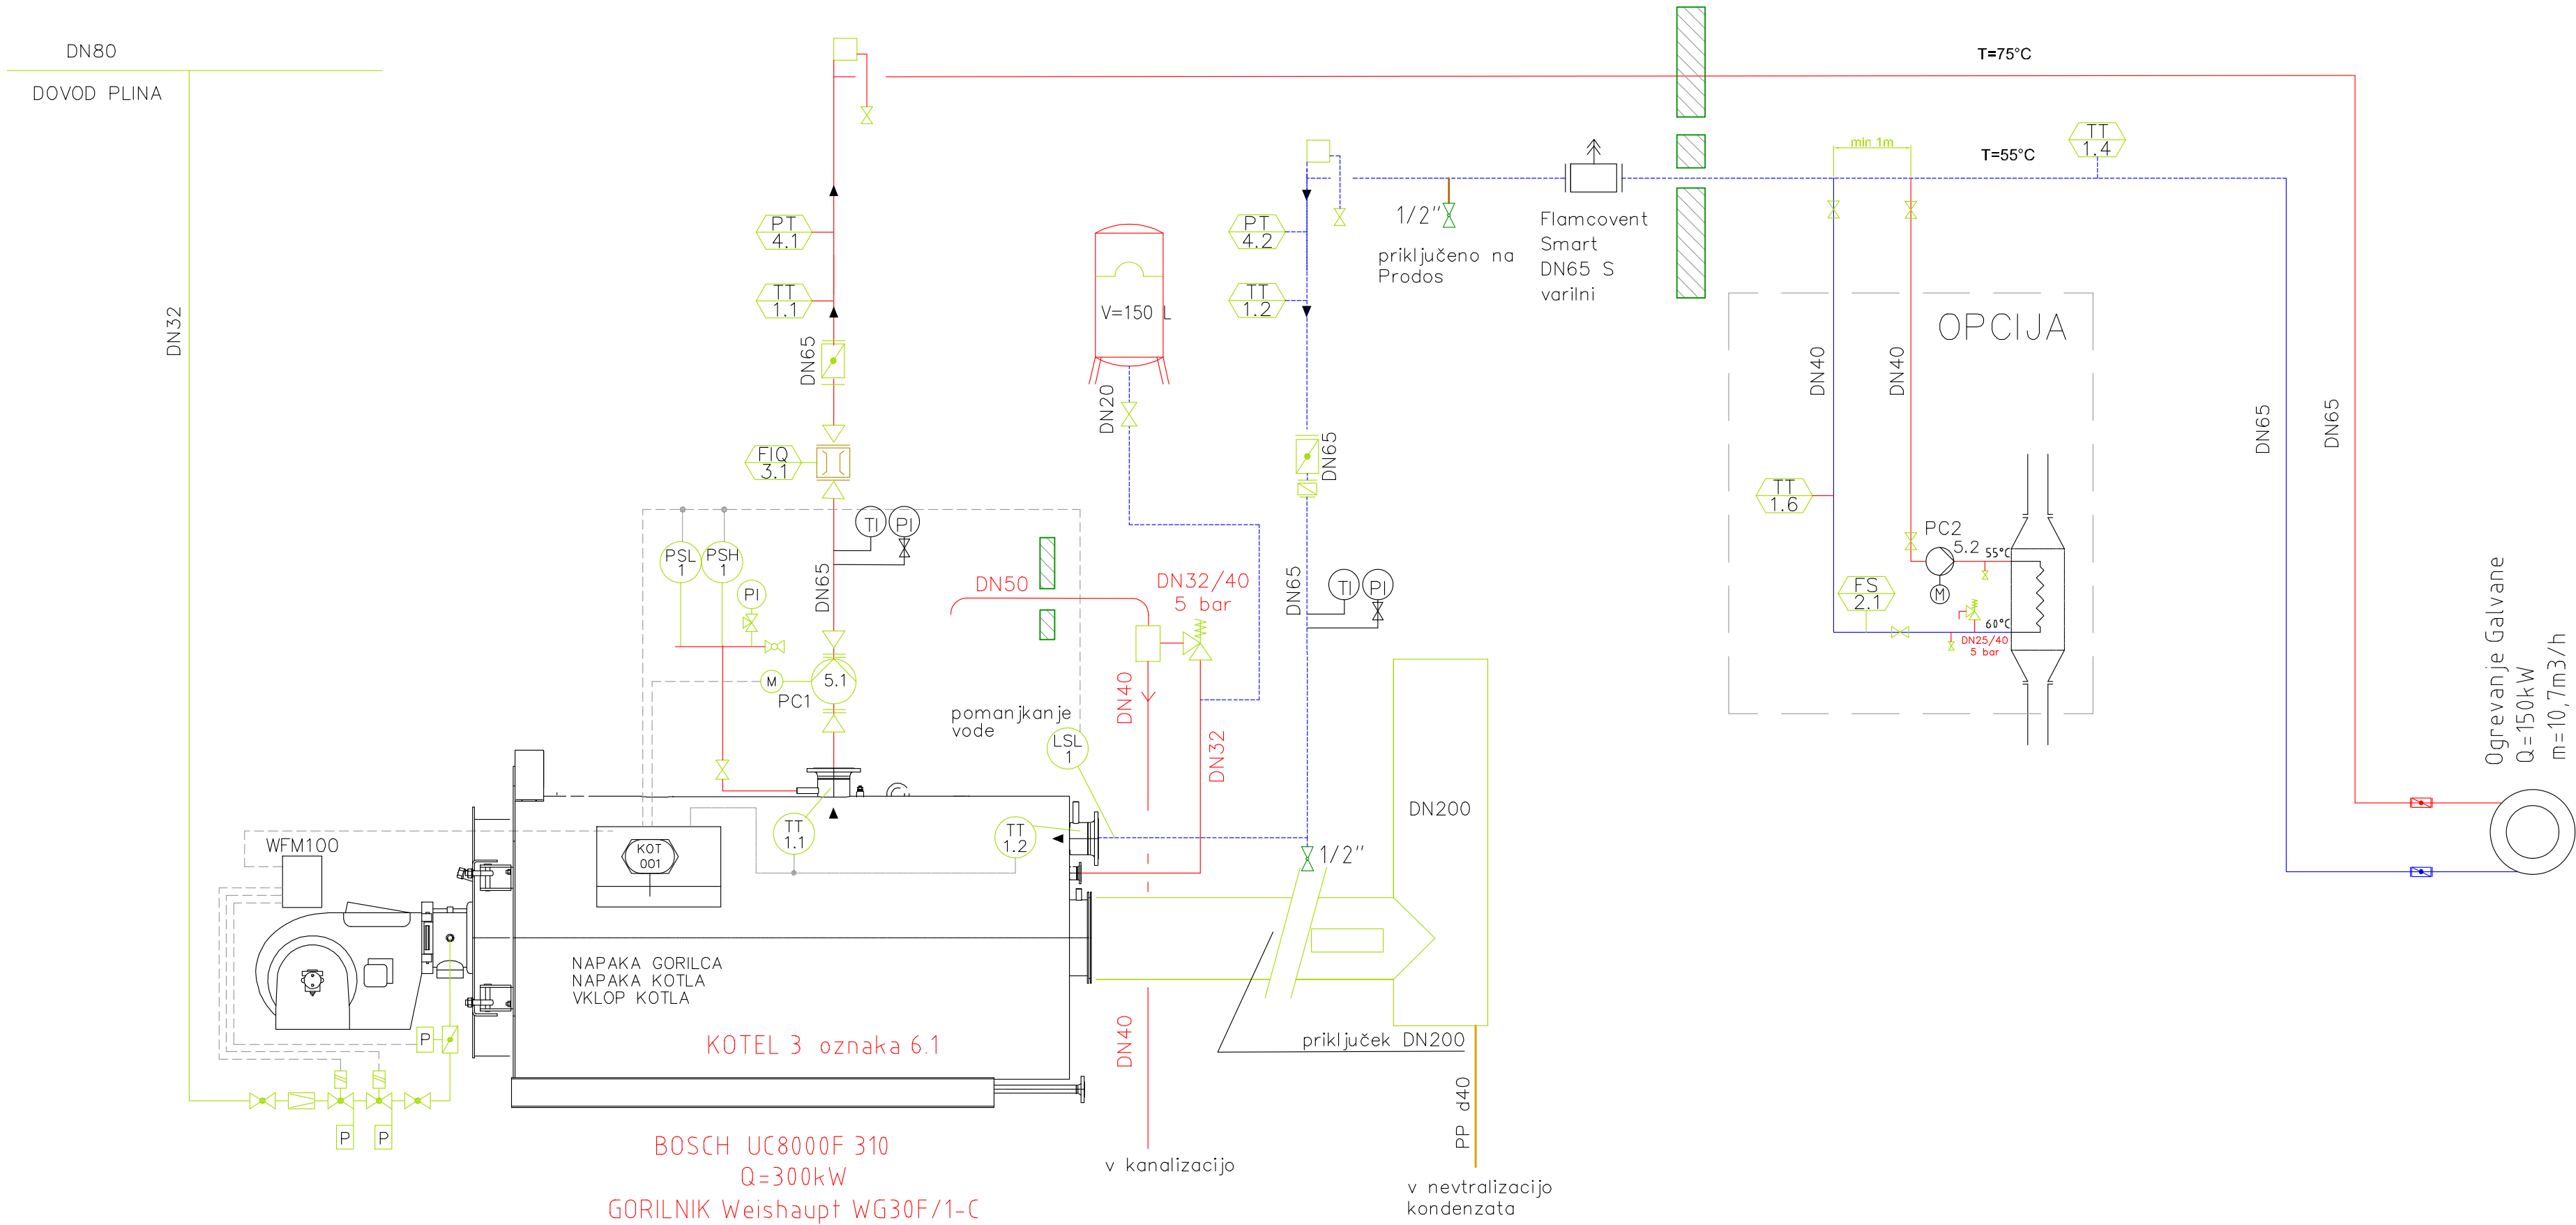 DN80
DOVOD PLINA
DN32
T=75°C
T=55°C
TT
1.4
min 1m
PT
4.1
TT
1.1
DN65
FIQ
3.1
TI
PI
DN65
PSL
1
PSH
1
PI
M
PC1
5.1
V=150 L
DN20
PT
4.2
TT
1.2
1/2"
priključeno na
Prodos
Flamcovent
Smart
DN65 S
varilni
DN65
DN65
TI
PI
DN50
DN32/40
5 bar
DN40
DN32
pomanjkanje
vode
LSL
1
OPCIJA
DN40
DN40
TT
1.6
PC2
5.2
M
55°C
FS
2.1
60°C
DN25/40
5 bar
DN65
DN65
Ogrevanje Galvane
Q=150kW
m=10,7m3/h
WFM100
KOT
001
TT
1.1
TT
1.2
1/2"
DN200
NAPAKA GORILCA
NAPAKA KOTLA
VKLOP KOTLA
KOTEL 3 oznaka 6.1
P
P
P
DN40
priključek DN200
PP d40
BOSCH UC8000F 310
Q=300kW
GORILNIK Weishaupt WG30F/1-C
v kanalizacijo
v nevtralizacijo
kondenzata